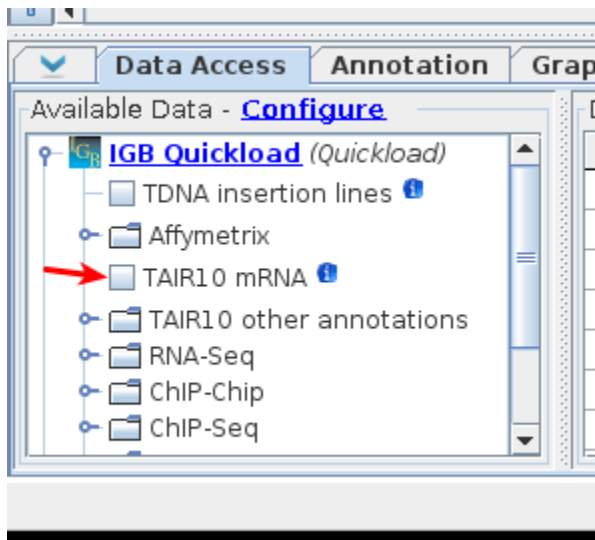 Data Access Annotation Grap
Available Data - Configure
IGB IGB Quickload (Quickload)
TDNA insertion lines i
Affymetrix
TAIR10 mRNA i
TAIR10 other annotations
RNA-Seq
ChIP-Chip
ChIP-Seq